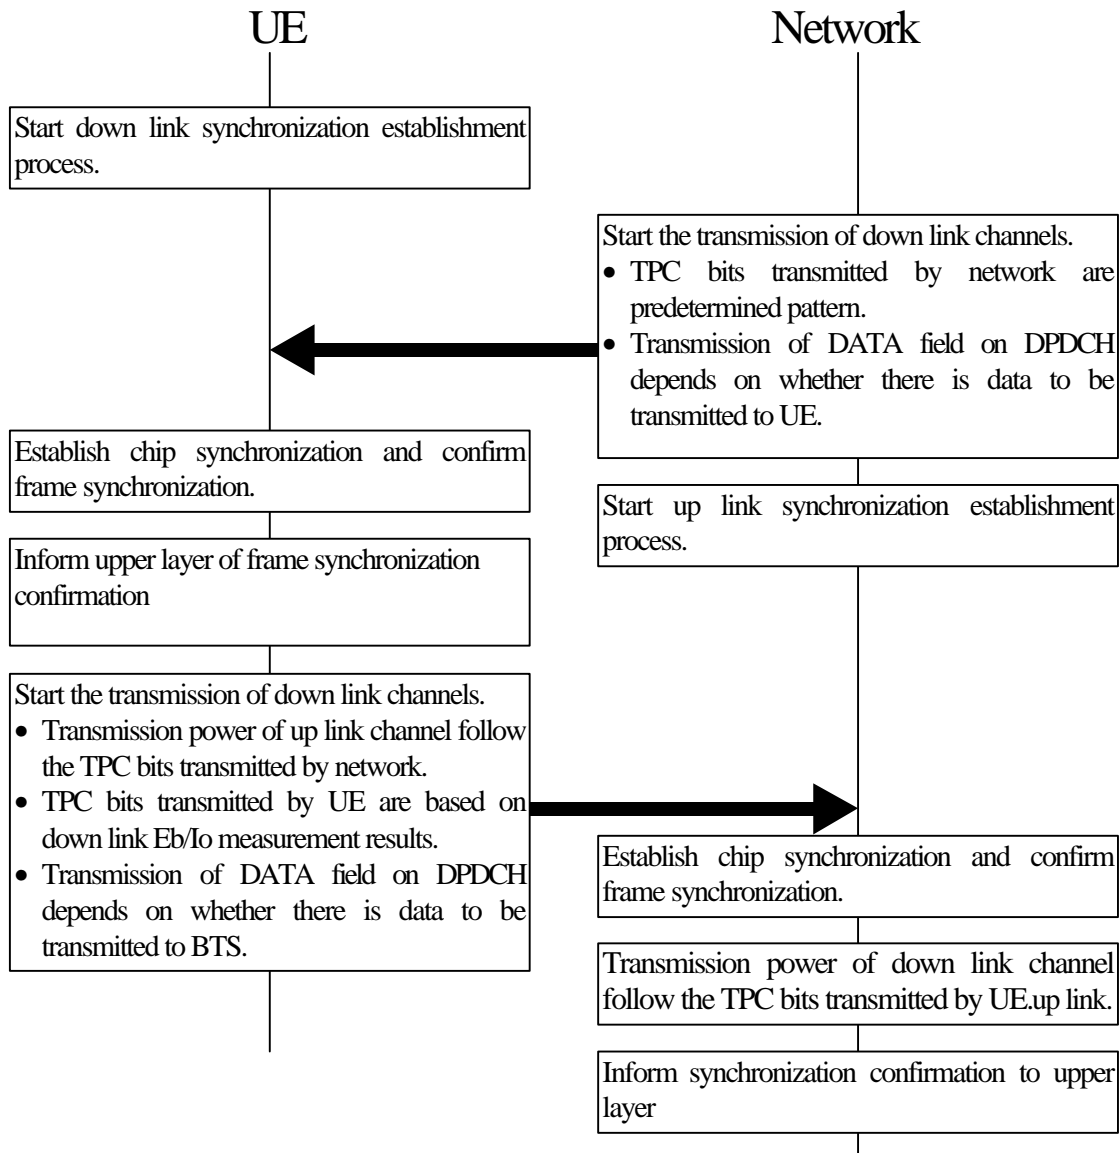 UE
Network
Start down link synchronization establishment
process.
Start the transmission of down link channels.
• TPC bits transmitted by network are
predetermined pattern.
• Transmission of DATA field on DPDCH
depends on whether there is data to be
transmitted to UE.
Establish chip synchronization and confirm
frame synchronization.
Start up link synchronization establishment
process.
Inform upper layer of frame synchronization
confirmation
Start the transmission of down link channels.
• Transmission power of up link channel follow
the TPC bits transmitted by network.
• TPC bits transmitted by UE are based on
down link Eb/Io measurement results.
• Transmission of DATA field on DPDCH
depends on whether there is data to be
transmitted to BTS.
Establish chip synchronization and confirm
frame synchronization.
Transmission power of down link channel
follow the TPC bits transmitted by UE.up link.
Inform synchronization confirmation to upper
layer